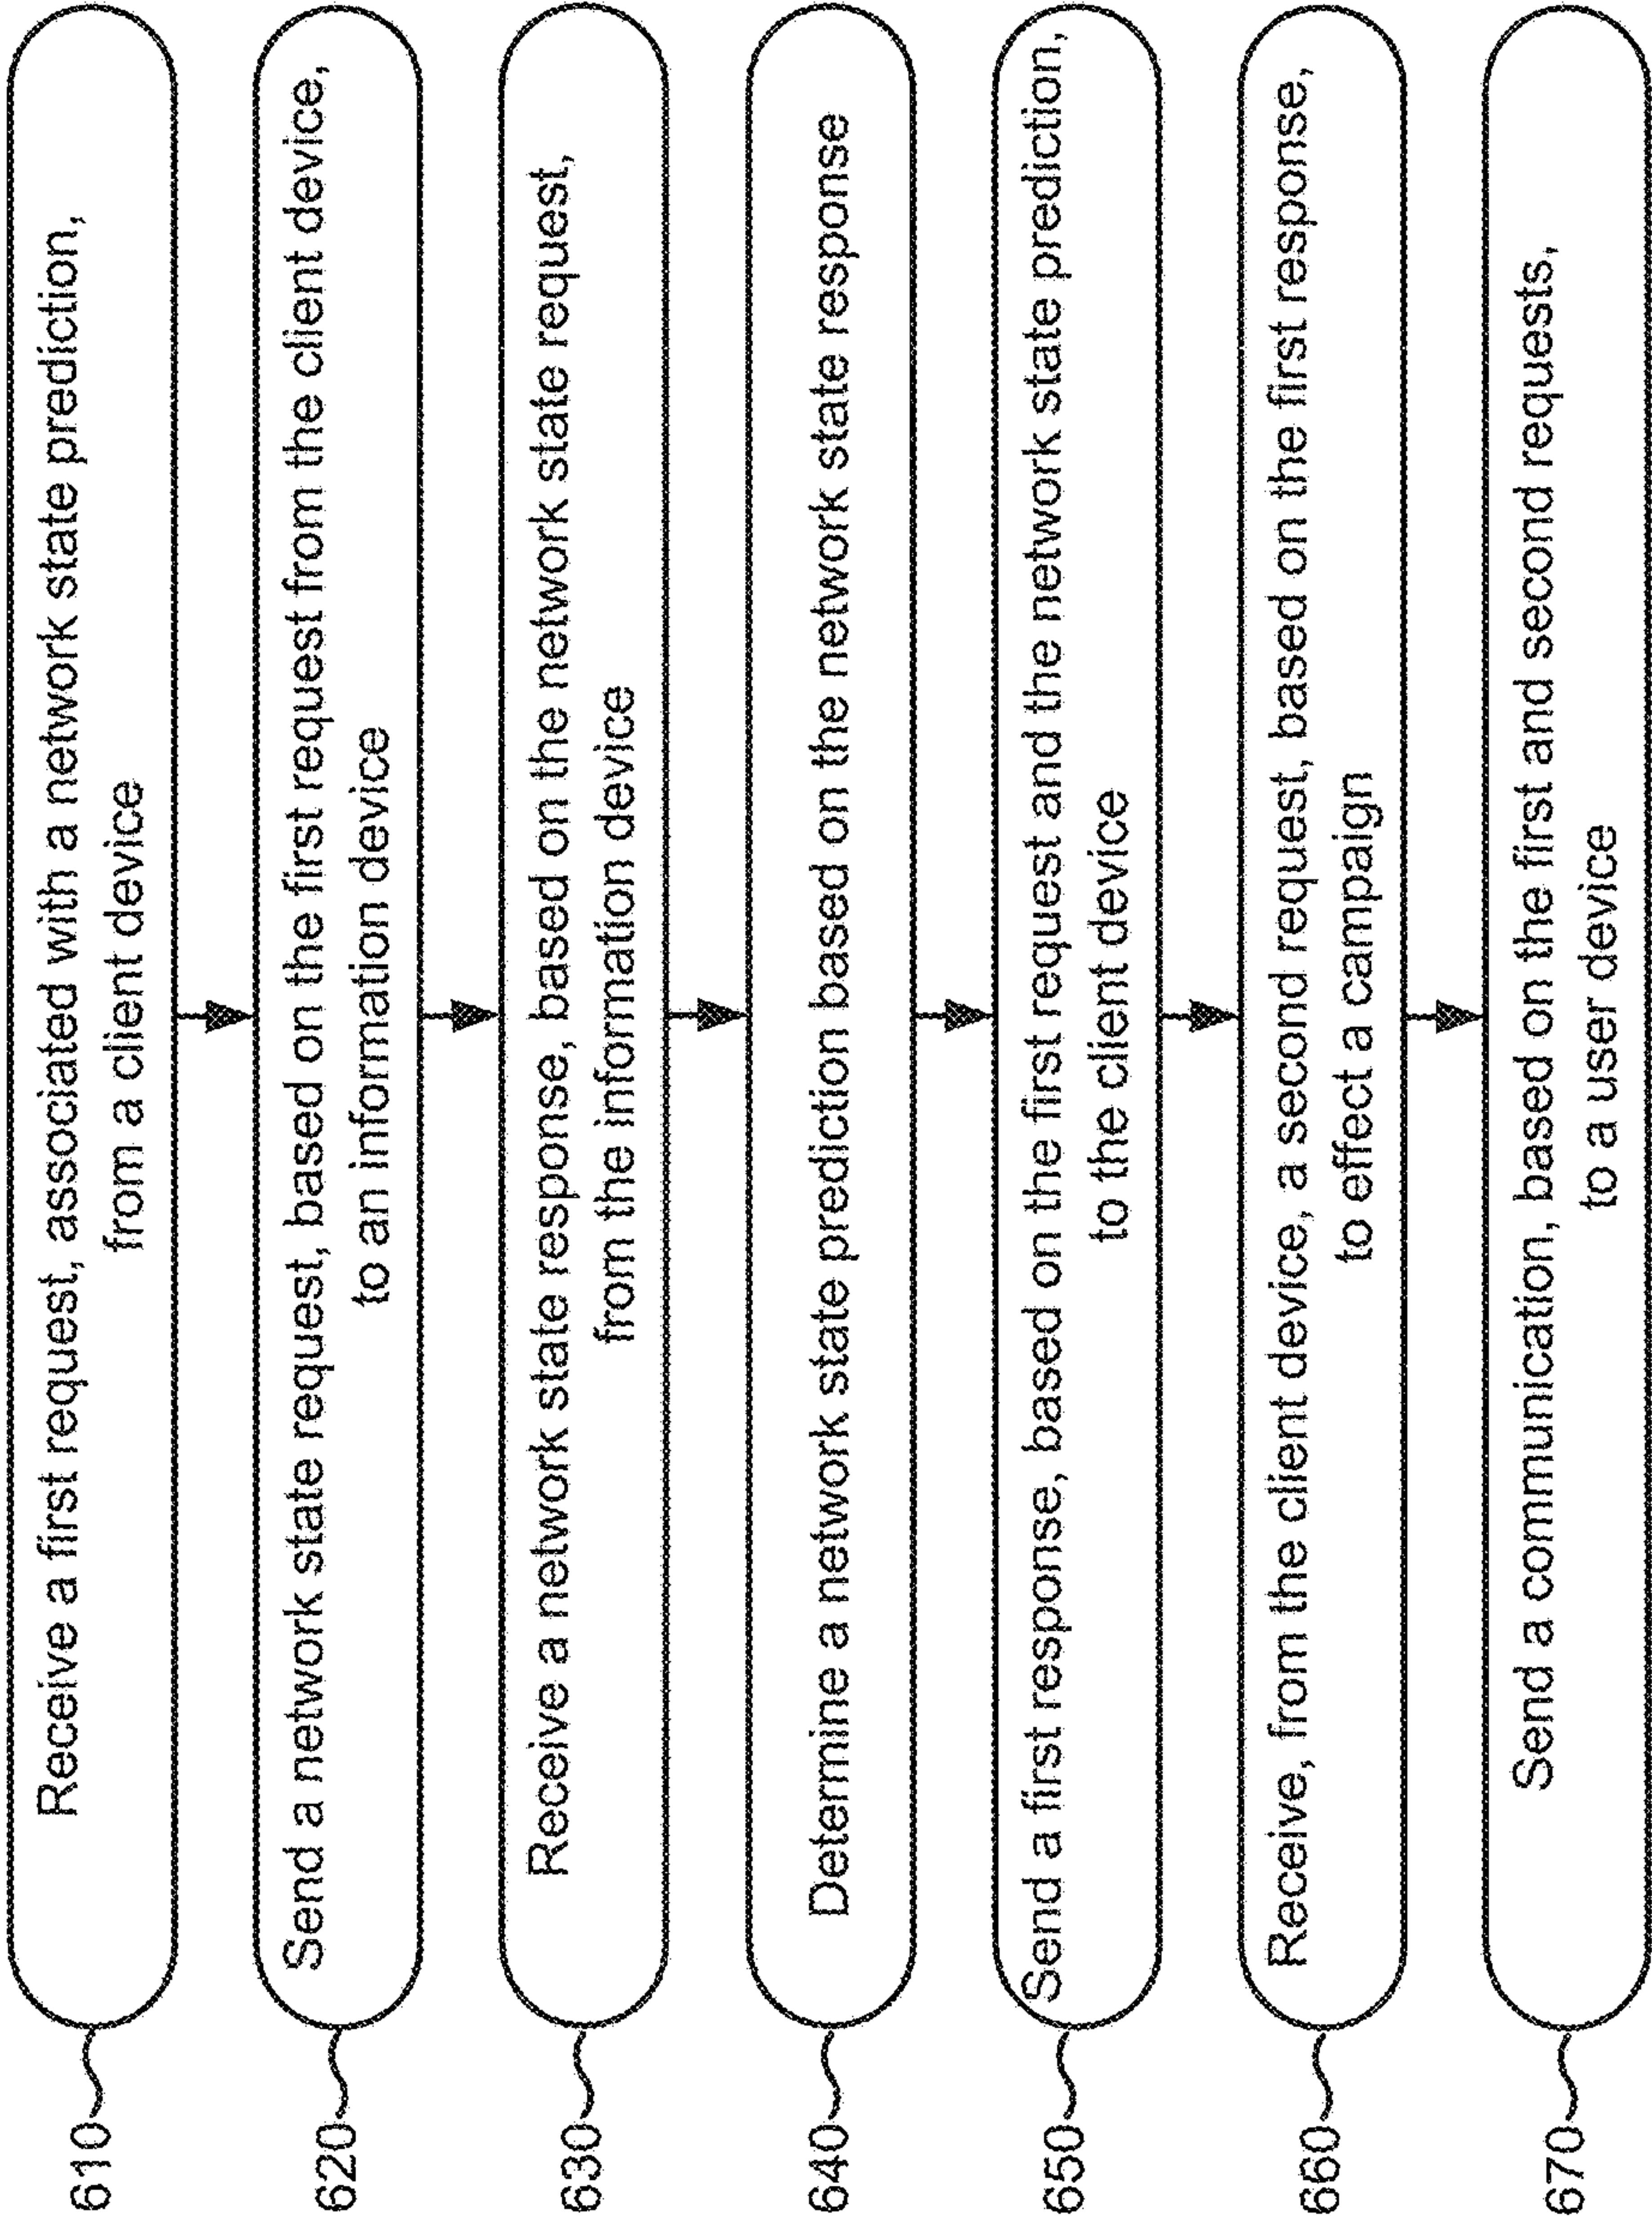 610
Receive a first request, associated with a network state prediction,
from a client device
620
Send a network state request, based on the first request from the client device,
to an information device
630
Receive a network state response, based on the network state request,
from the information device
640
Determine a network state prediction based on the network state response
650
Send a first response, based on the first request and the network state prediction,
to the client device
660
Receive, from the client device, a second request, based on the first response,
to effect a campaign
670
Send a communication, based on the first and second requests,
to a user device